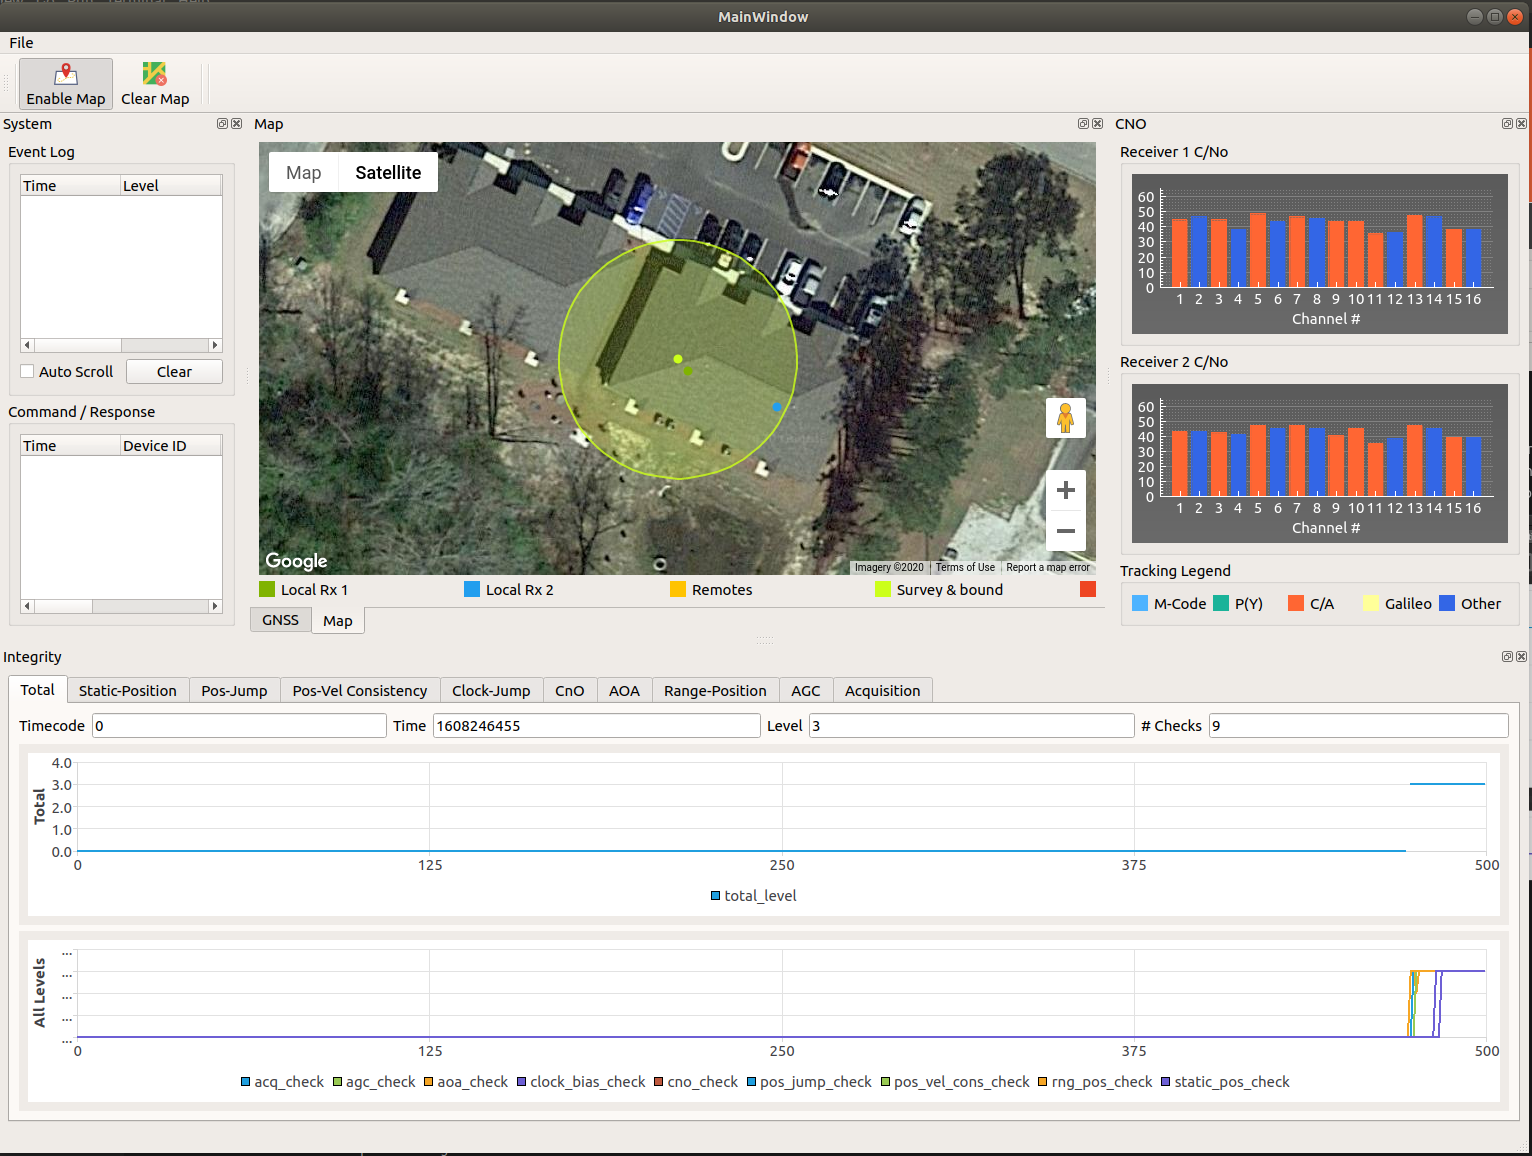 MainWindow
File
Enable Map Clear Map
System
Event Log
Time Level
Auto Scroll Clear
Command / Response
Time Device ID
Map
Map Satellite
Google
Imagery ©2020 Terms of Use Report a map error
Local Rx 1 Local Rx 2 Remotes Survey & bound
GNSS Map
CNO
Receiver 1 C/No
60
50
40
30
20
10
0
1 2 3 4 5 6 7 8 9 10 11 12 13 14 15 16
Channel #
Receiver 2 C/No
60
50
40
30
20
10
0
1 2 3 4 5 6 7 8 9 10 11 12 13 14 15 16
Channel #
Tracking Legend
M-Code P(Y) C/A Galileo Other
Integrity
Total Static-Position Pos-Jump Pos-Vel Consistency Clock-Jump CnO AOA Range-Position AGC Acquisition
Timecode 0 Time 1608246455 Level 3 # Checks 9
Total
4.0
3.0
2.0
1.0
0.0
0 125 250 375 500
total_level
All Levels
...
...
...
...
...
0 125 250 375 500
acq_check agc_check aoa_check clock_bias_check cno_check pos_jump_check pos_vel_cons_check rng_pos_check static_pos_check